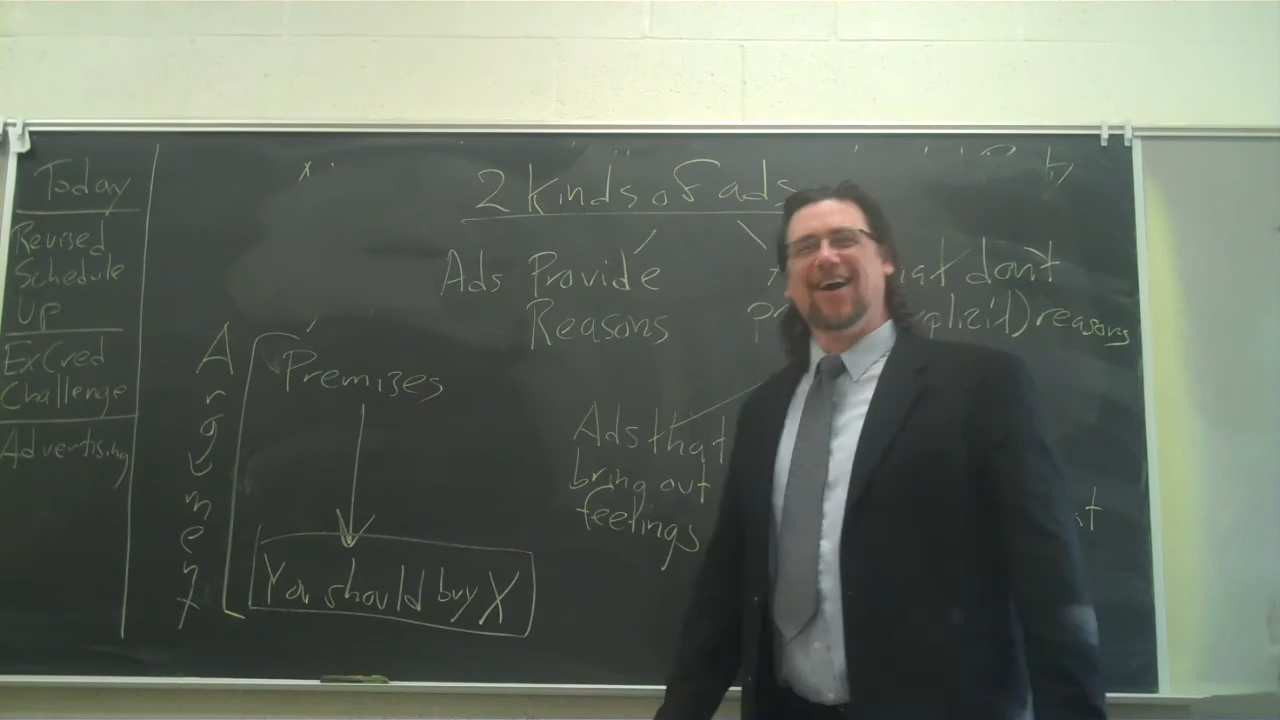 Today
Revised
Schedule
Up
ExCred
Challenge
Advertising
2 Kinds of ads
Ads Provide
Reasons
don't
reasons
Argument
Premises
You should buy X
Ads that
bring out
feelings